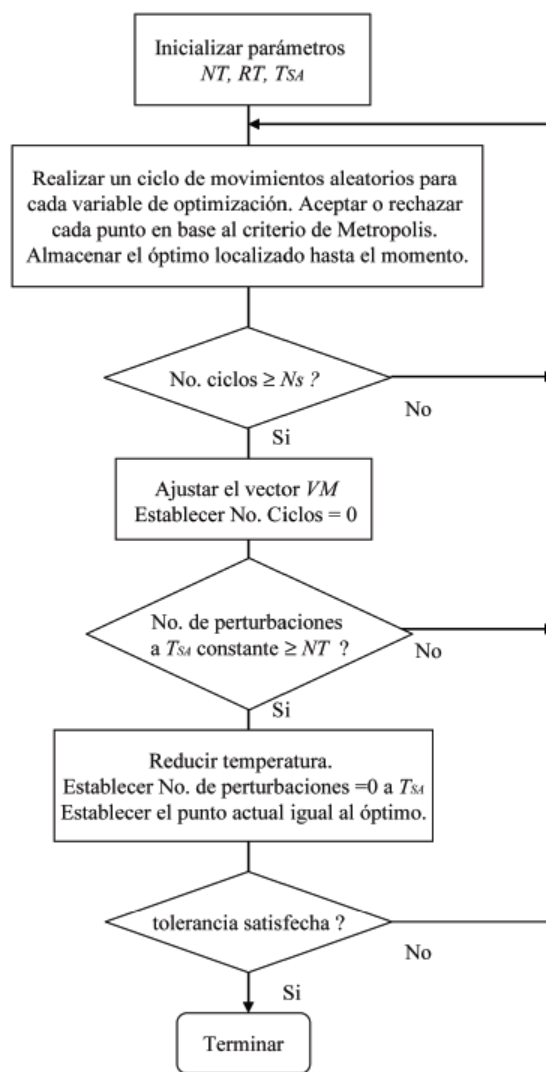 Inicializar parámetros
NT, RT, TSA
Realizar un ciclo de movimientos aleatorios para
cada variable de optimización. Aceptar o rechazar
cada punto en base al criterio de Metropolis.
Almacenar el óptimo localizado hasta el momento.
No. ciclos ≥ Ns ?
No
Si
Ajustar el vector VM
Establecer No. Ciclos = 0
No. de perturbaciones
a TSA constante ≥ NT ?
No
Si
Reducir temperatura.
Establecer No. de perturbaciones =0 a TSA
Establecer el punto actual igual al óptimo.
tolerancia satisfecha ?
No
Si
Terminar